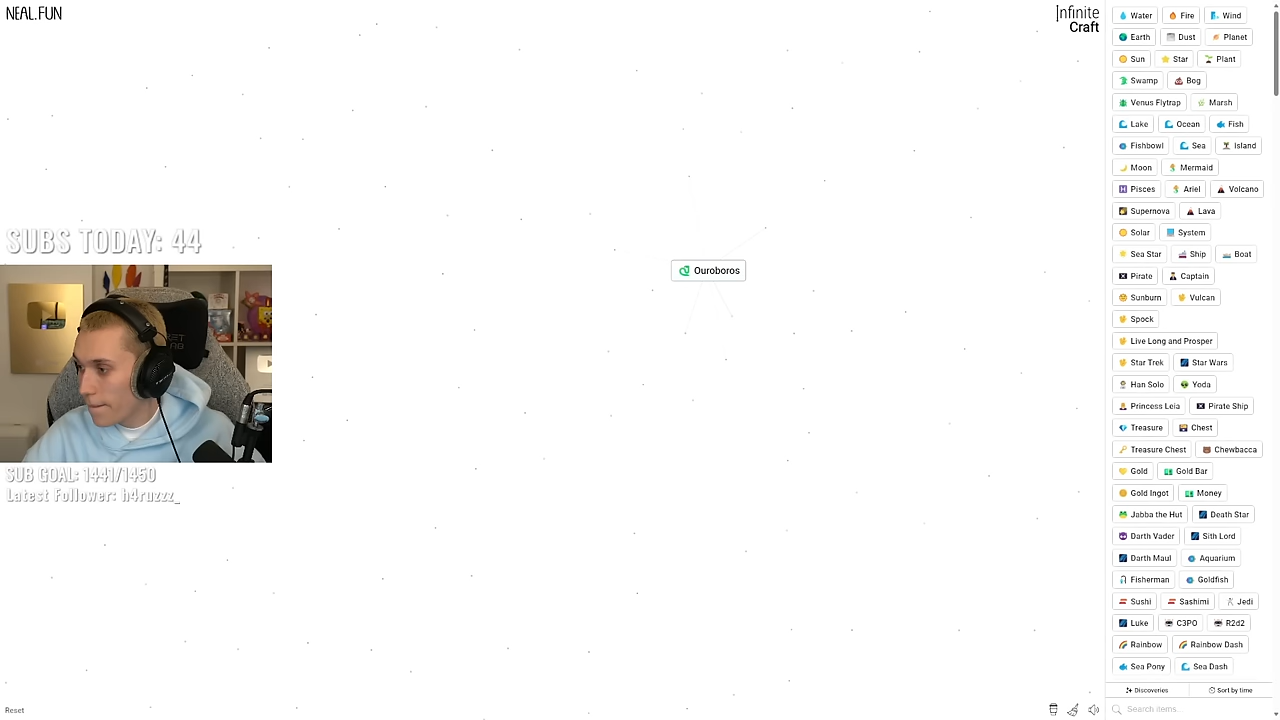 NEAL.FUN
Infinite
Craft
Ouroboros
SUBS TODAY: 44
SUB GOAL: 1441/1450
Latest Follower: h4ruzzz_
Reset
Water Fire Wind
Earth Dust Planet
Sun Star Plant
Swamp Bog
Venus Flytrap Marsh
Lake Ocean Fish
Fishbowl Sea Island
Moon Mermaid
Pisces Ariel Volcano
Supernova Lava
Solar System
Sea Star Ship Boat
Pirate Captain
Sunburn Vulcan
Spock
Live Long and Prosper
Star Trek Star Wars
Han Solo Yoda
Princess Leia Pirate Ship
Treasure Chest
Treasure Chest Chewbacca
Gold Gold Bar
Gold Ingot Money
Jabba the Hut Death Star
Darth Vader Sith Lord
Darth Maul Aquarium
Fisherman Goldfish
Sushi Sashimi Jedi
Luke C3PO R2d2
Rainbow Rainbow Dash
Sea Pony Sea Dash
Discoveries Sort by time
Search items...